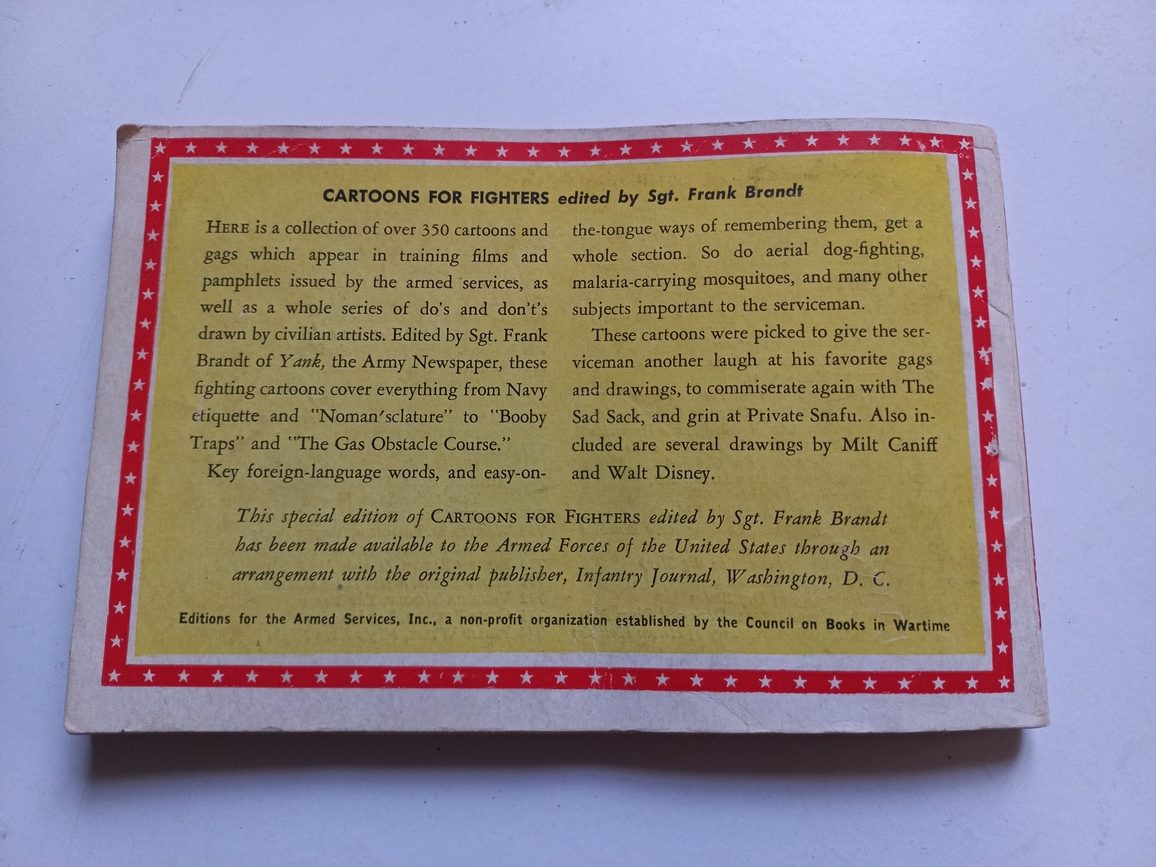 CARTOONS FOR FIGHTERS edited by Sgt. Frank Brandt
HERE is a collection of over 350 cartoons and
gags which appear in training films and
pamphlets issued by the armed services, as
well as a whole series of do's and don't's
drawn by civilian artists. Edited by Sgt. Frank
Brandt of Yank, the Army Newspaper, these
fighting cartoons cover everything from Navy
etiquette and "Noman'sclature" to "Booby
Traps" and "The Gas Obstacle Course."
Key foreign-language words, and easy-on-
the-tongue ways of remembering them, get a
whole section. So do aerial dog-fighting,
malaria-carrying mosquitoes, and many other
subjects important to the serviceman.
These cartoons were picked to give the ser-
viceman another laugh at his favorite gags
and drawings, to commiserate again with The
Sad Sack, and grin at Private Snafu. Also in-
cluded are several drawings by Milt Caniff
and Walt Disney.
This special edition of CARTOONS FOR FIGHTERS edited by Sgt. Frank Brandt
has been made available to the Armed Forces of the United States through an
arrangement with the original publisher, Infantry Journal, Washington, D. C.
Editions for the Armed Services, Inc., a non-profit organization established by the Council on Books in Wartime